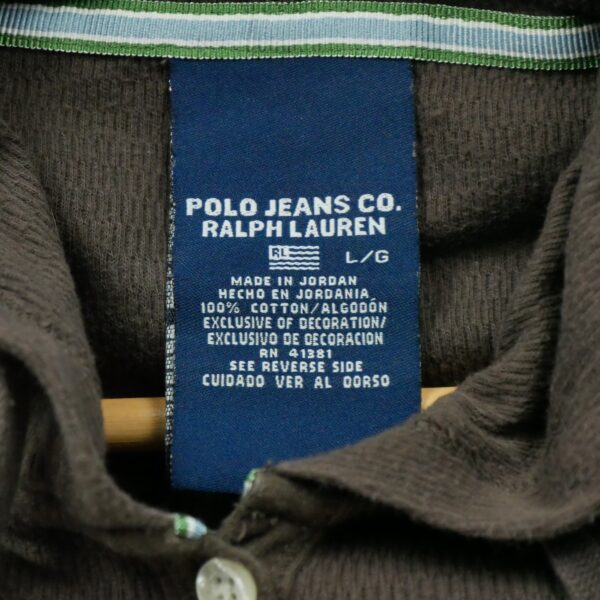 POLO JEANS CO.
RALPH LAUREN
RL L/G
MADE IN JORDAN
HECHO EN JORDANIA
100% COTTON/ALGODÓN
EXCLUSIVE OF DECORATION/
EXCLUSIVO DE DECORACION
RN 41381
SEE REVERSE SIDE
CUIDADO VER AL DORSO